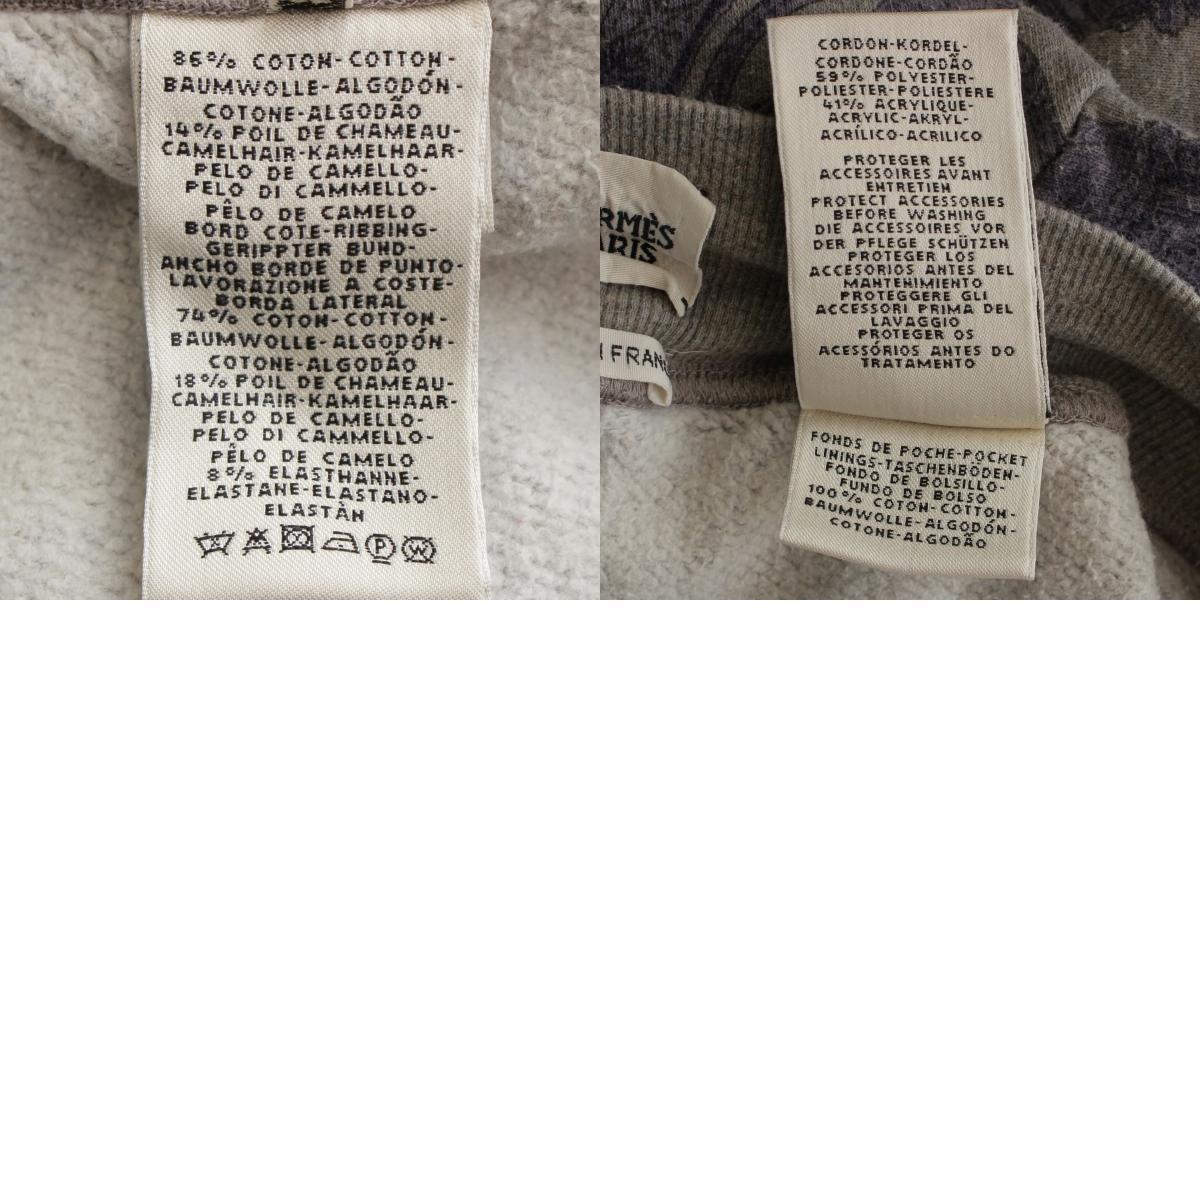 86% COTON-COTTON-
BAUMWOLLE-ALGODÓN-
COTONE-ALGODÃO
14% POIL DE CHAMEAU-
CAMELHAIR-KAMELHAAR-
PELO DE CAMELLO-
PELO DI CAMMELLO-
PÊLO DE CAMELO
BORD COTE-RIBBING-
GERIPPTER BUND-
ANCHO BORDE DE PUNTO-
LAVORAZIONE A COSTE-
BORDA LATERAL
74% COTON-COTTON-
BAUMWOLLE-ALGODÓN-
COTONE-ALGODÃO
18% POIL DE CHAMEAU-
CAMELHAIR-KAMELHAAR-
PELO DE CAMELLO-
PELO DI CAMMELLO-
PÊLO DE CAMELO
8% ELASTHANNE-
ELASTANE-ELASTANO-
ELASTÀN
P
W
CORDON-KORDEL-
CORDONE-CORDÃO
59% POLYESTER-
POLIESTER-POLIESTERE
41% ACRYLIQUE-
ACRYLIC-AKRYL-
ACRÍLICO-ACRILICO
PROTEGER LES
ACCESSOIRES AVANT
ENTRETIEN
PROTECT ACCESSORIES
BEFORE WASHING
DIE ACCESSOIRES VOR
DER PFLEGE SCHÜTZEN
PROTEGER LOS
ACCESORIOS ANTES DEL
MANTENIMIENTO
PROTEGGERE GLI
ACCESSORI PRIMA DEL
LAVAGGIO
PROTEGER OS
ACESSÓRIOS ANTES DO
TRATAMENTO
FONDS DE POCHE-POCKET
LININGS-TASCHENBÖDEN-
FONDO DE BOLSILLO-
FUNDO DE BOLSO
100% COTON-COTTON-
BAUMWOLLE-ALGODÓN-
COTONE-ALGODÃO
RMÈS
ARIS
N FRAN